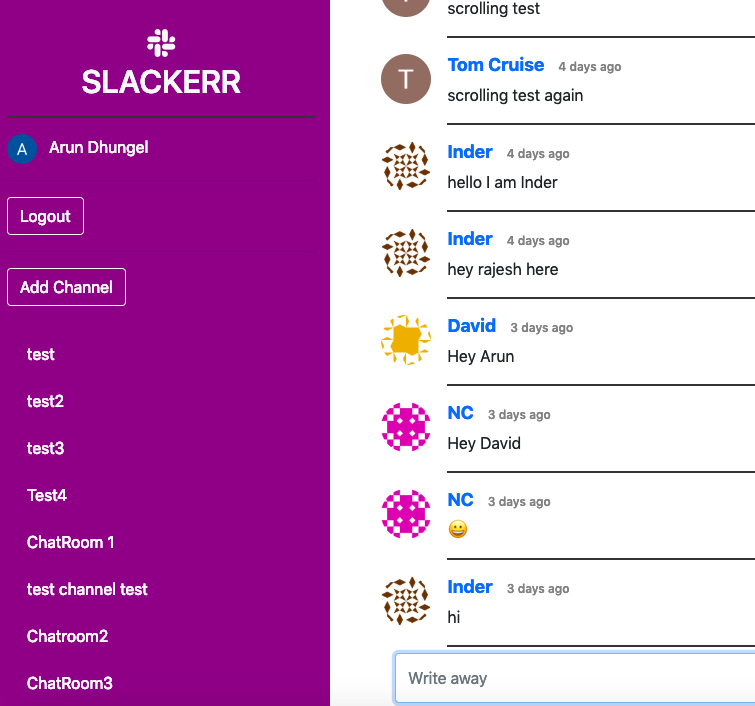 SLACKERR
A
Arun Dhungel
Logout
Add Channel
test
test2
test3
Test4
ChatRoom 1
test channel test
Chatroom2
ChatRoom3
scrolling test
T
Tom Cruise 4 days ago
scrolling test again
Inder 4 days ago
hello I am Inder
Inder 4 days ago
hey rajesh here
David 3 days ago
Hey Arun
NC 3 days ago
Hey David
NC 3 days ago
😀
Inder 3 days ago
hi
Write away